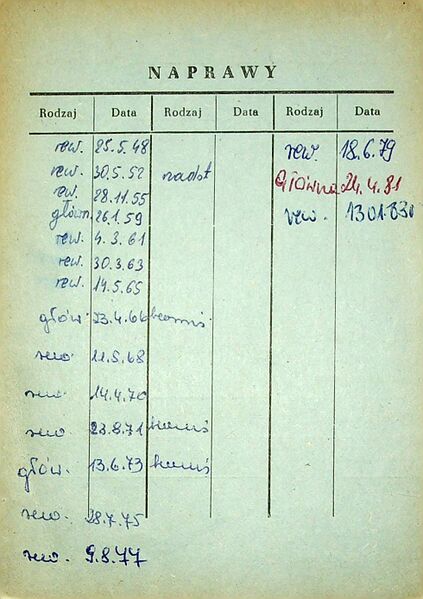 NAPRAWY
Rodzaj Data Rodzaj Data Rodzaj Data
rew. 25.5.48 rew. 18.6.79
rew. 30.5.52 nadst Główna 24.4.81
rew. 28.11.55 rew.
główn. 26.1.59
rew. 4.3.61
rew. 30.3.63
rew. 14.5.65
głów. 23.4.66
rew. 11.5.68
rew. 14.4.70
rew. 23.8.71
głów. 13.6.73
rew. 28.7.75
rew. 9.8.77